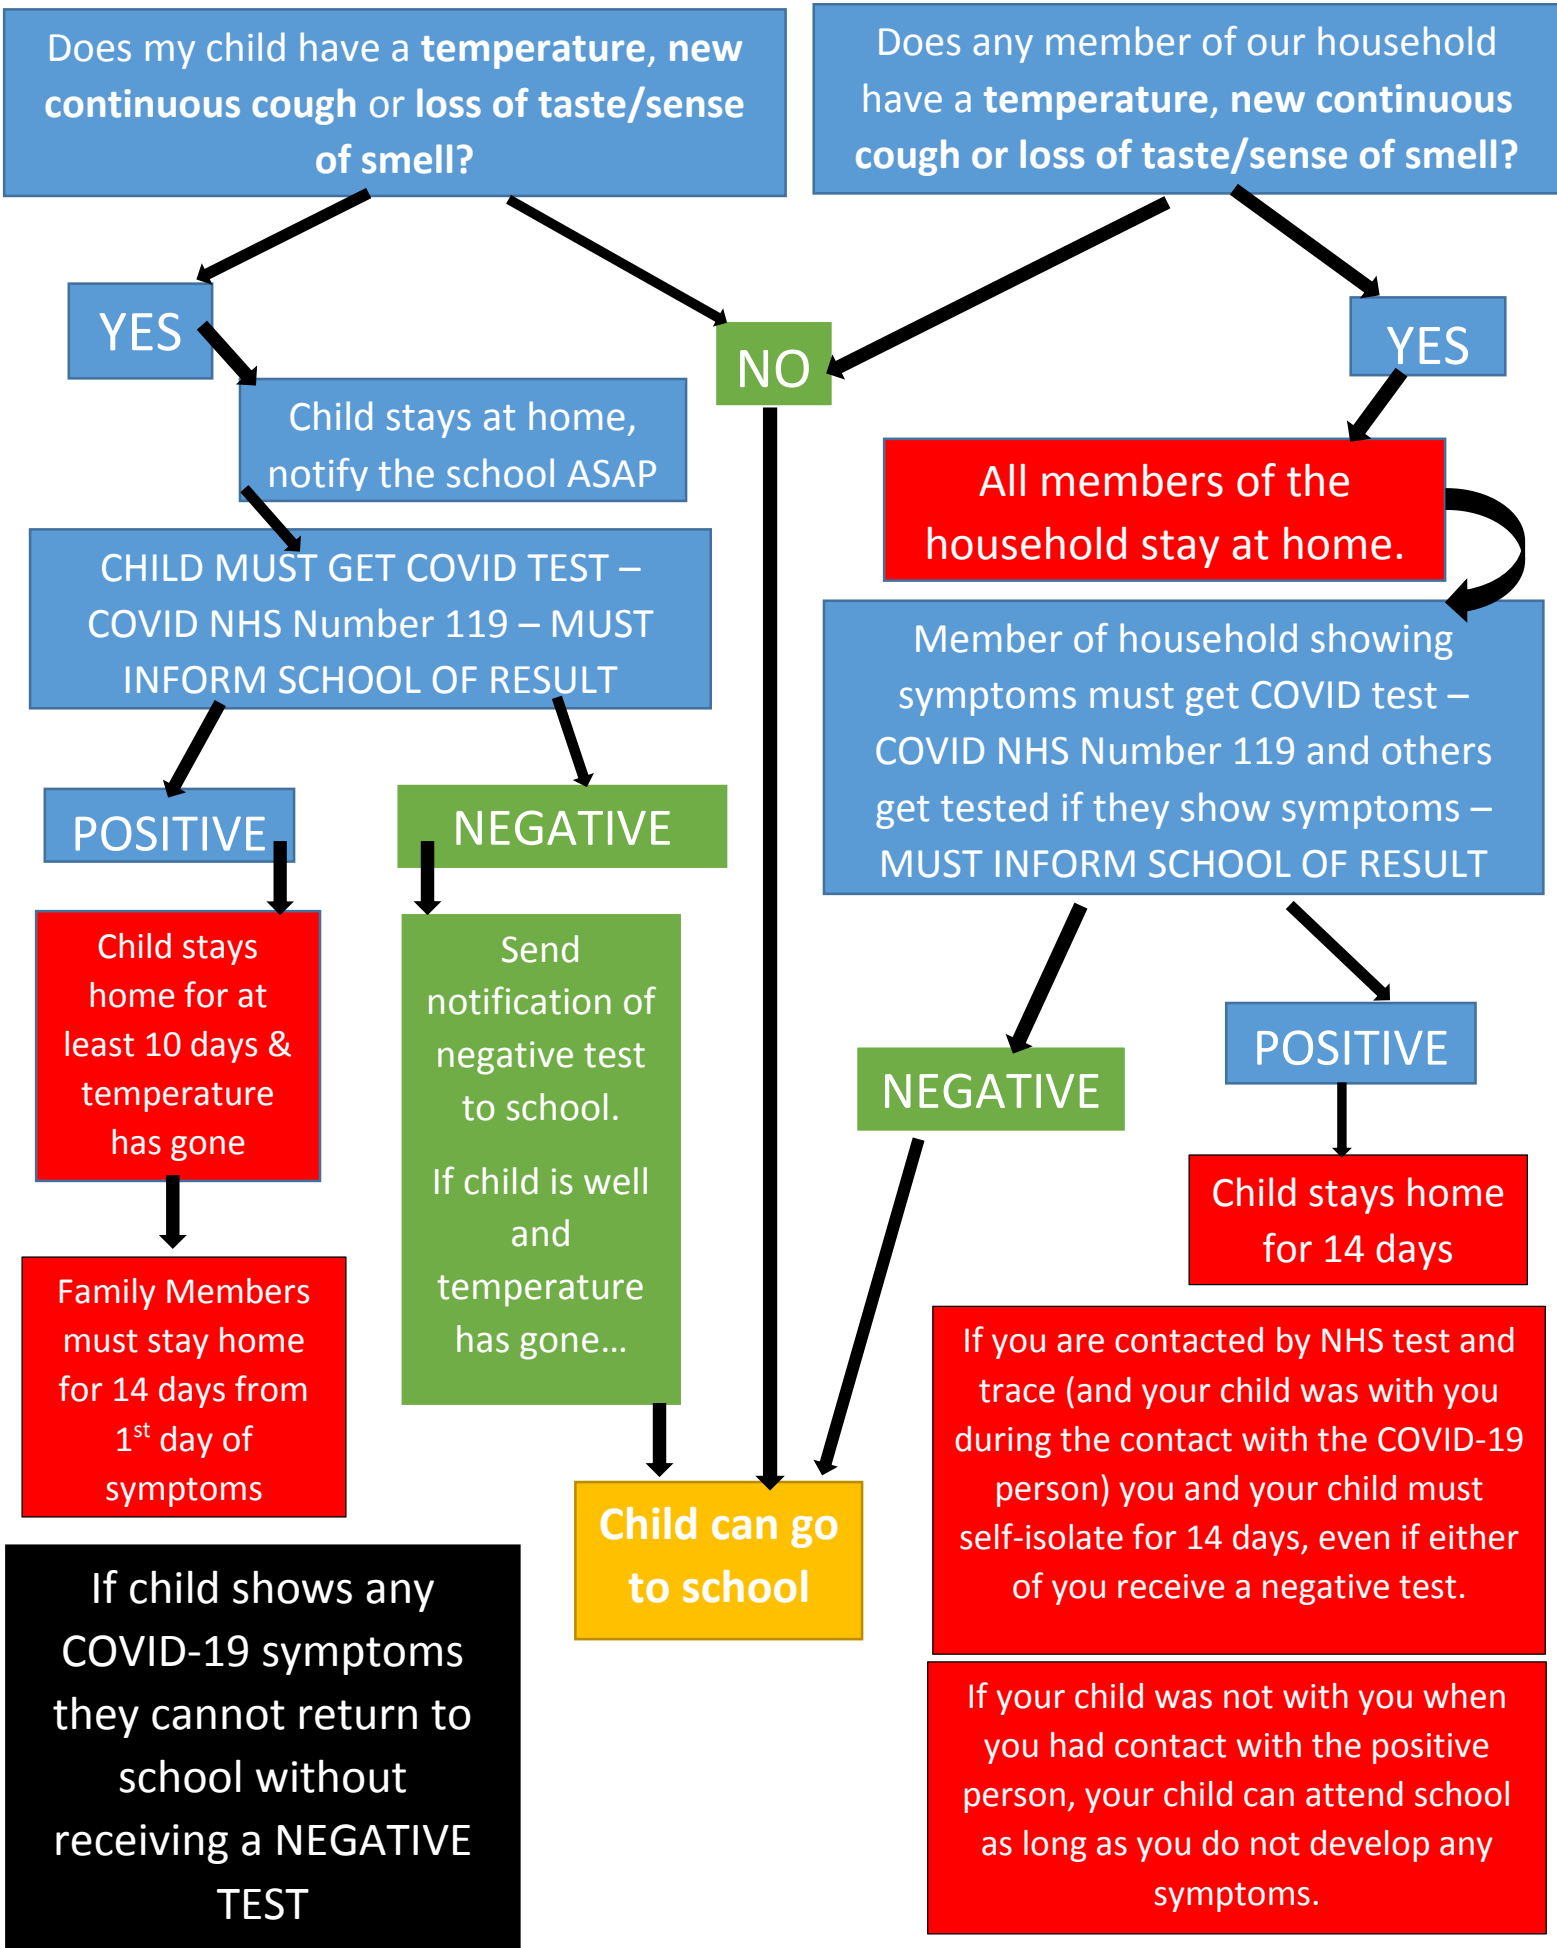 Does my child have a temperature, new
continuous cough or loss of taste/sense
of smell?
Does any member of our household
have a temperature, new continuous
cough or loss of taste/sense of smell?
YES
NO
YES
Child stays at home,
notify the school ASAP
All members of the
household stay at home.
CHILD MUST GET COVID TEST –
COVID NHS Number 119 – MUST
INFORM SCHOOL OF RESULT
Member of household showing
symptoms must get COVID test –
COVID NHS Number 119 and others
get tested if they show symptoms –
MUST INFORM SCHOOL OF RESULT
POSITIVE
NEGATIVE
Child stays
home for at
least 10 days &
temperature
has gone
Send
notification of
negative test
to school.
If child is well
and
temperature
has gone...
NEGATIVE
POSITIVE
Child stays home
for 14 days
Family Members
must stay home
for 14 days from
1st day of
symptoms
If you are contacted by NHS test and
trace (and your child was with you
during the contact with the COVID-19
person) you and your child must
self-isolate for 14 days, even if either
of you receive a negative test.
Child can go
to school
If child shows any
COVID-19 symptoms
they cannot return to
school without
receiving a NEGATIVE
TEST
If your child was not with you when
you had contact with the positive
person, your child can attend school
as long as you do not develop any
symptoms.